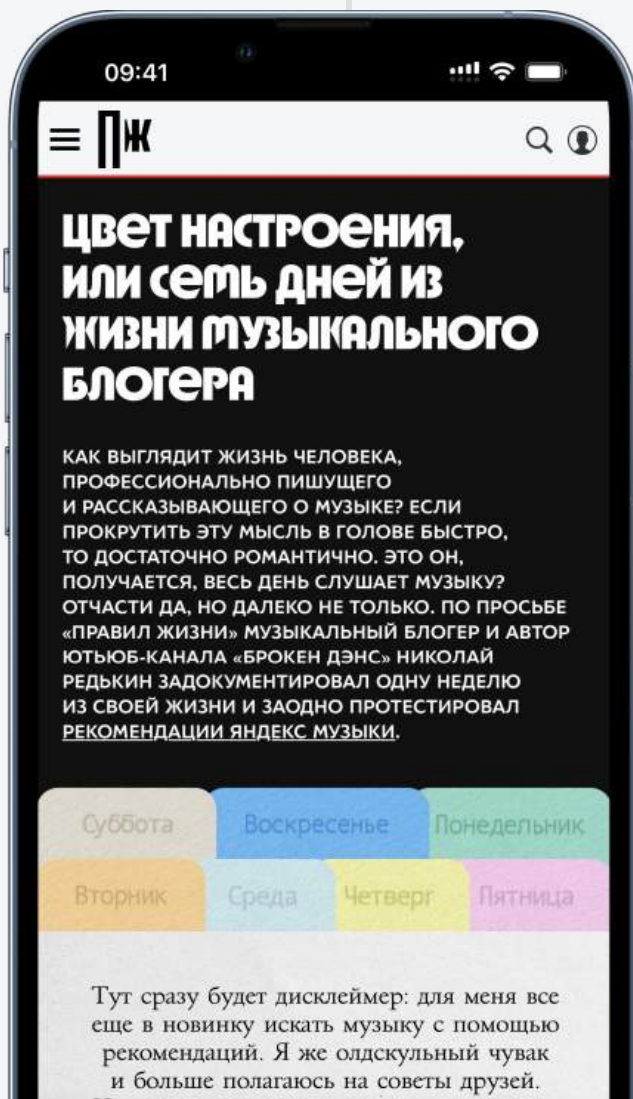 09:41
ПЖ
ЦВЕТ НАСТРОЕНИЯ,
ИЛИ СЕМЬ ДНЕЙ ИЗ
ЖИЗНИ МУЗЫКАЛЬНОГО
БЛОГЕРА
КАК ВЫГЛЯДИТ ЖИЗНЬ ЧЕЛОВЕКА,
ПРОФЕССИОНАЛЬНО ПИШУЩЕГО
И РАССКАЗЫВАЮЩЕГО О МУЗЫКЕ? ЕСЛИ
ПРОКРУТИТЬ ЭТУ МЫСЛЬ В ГОЛОВЕ БЫСТРО,
ТО ДОСТАТОЧНО РОМАНТИЧНО. ЭТО ОН,
ПОЛУЧАЕТСЯ, ВЕСЬ ДЕНЬ СЛУШАЕТ МУЗЫКУ?
ОТЧАСТИ ДА, НО ДАЛЕКО НЕ ТОЛЬКО. ПО ПРОСЬБЕ
«ПРАВИЛ ЖИЗНИ» МУЗЫКАЛЬНЫЙ БЛОГЕР И АВТОР
ЮТЬЮБ-КАНАЛА «БРОКЕН ДЭНС» НИКОЛАЙ
РЕДЬКИН ЗАДОКУМЕНТИРОВАЛ ОДНУ НЕДЕЛЮ
ИЗ СВОЕЙ ЖИЗНИ И ЗАОДНО ПРОТЕСТИРОВАЛ
РЕКОМЕНДАЦИИ ЯНДЕКС МУЗЫКИ.
Суббота Воскресенье Понедельник
Вторник Среда Четверг Пятница
Тут сразу будет дисклеймер: для меня все
еще в новинку искать музыку с помощью
рекомендаций. Я же олдскульный чувак
и больше полагаюсь на советы друзей.